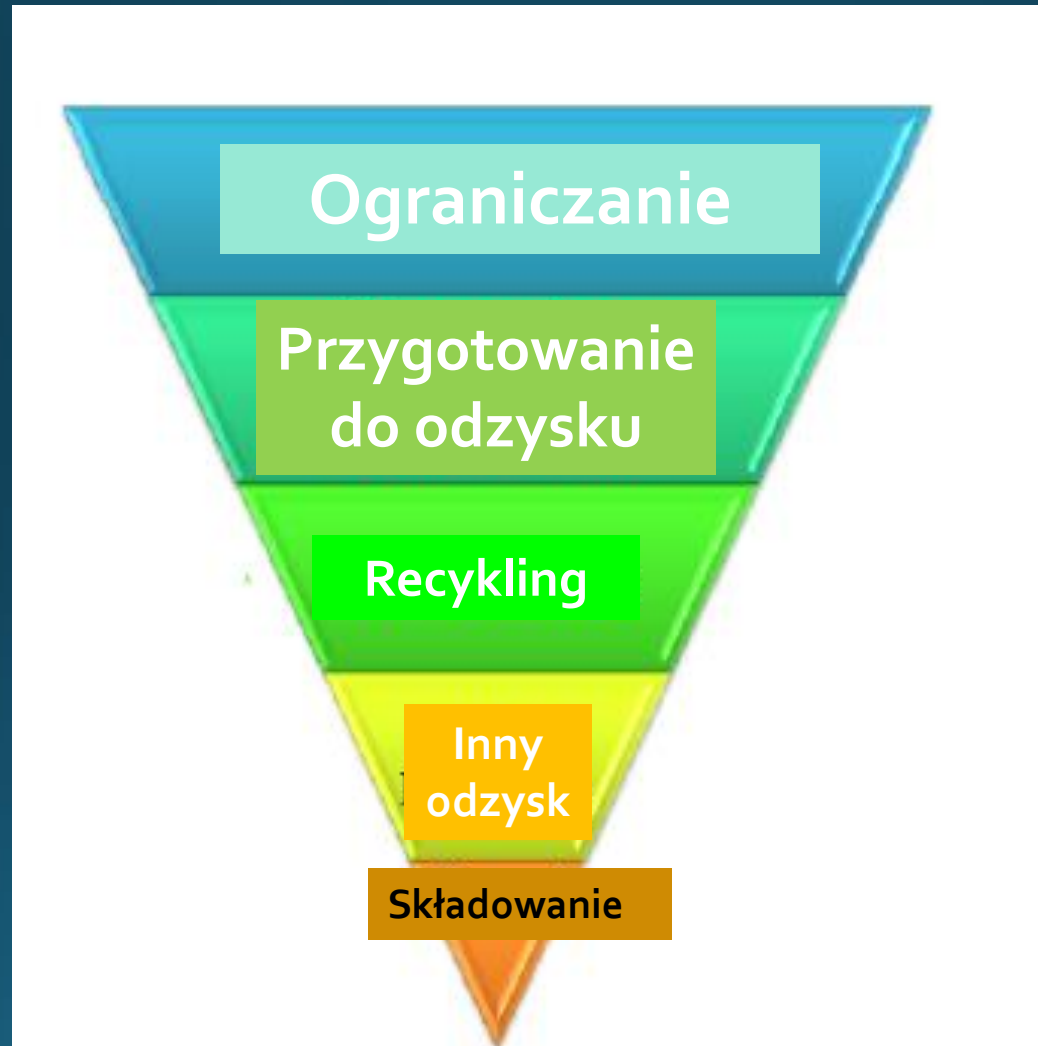 Ograniczanie
Przygotowanie
do odzysku
Recykling
Inny
odzysk
Składowanie